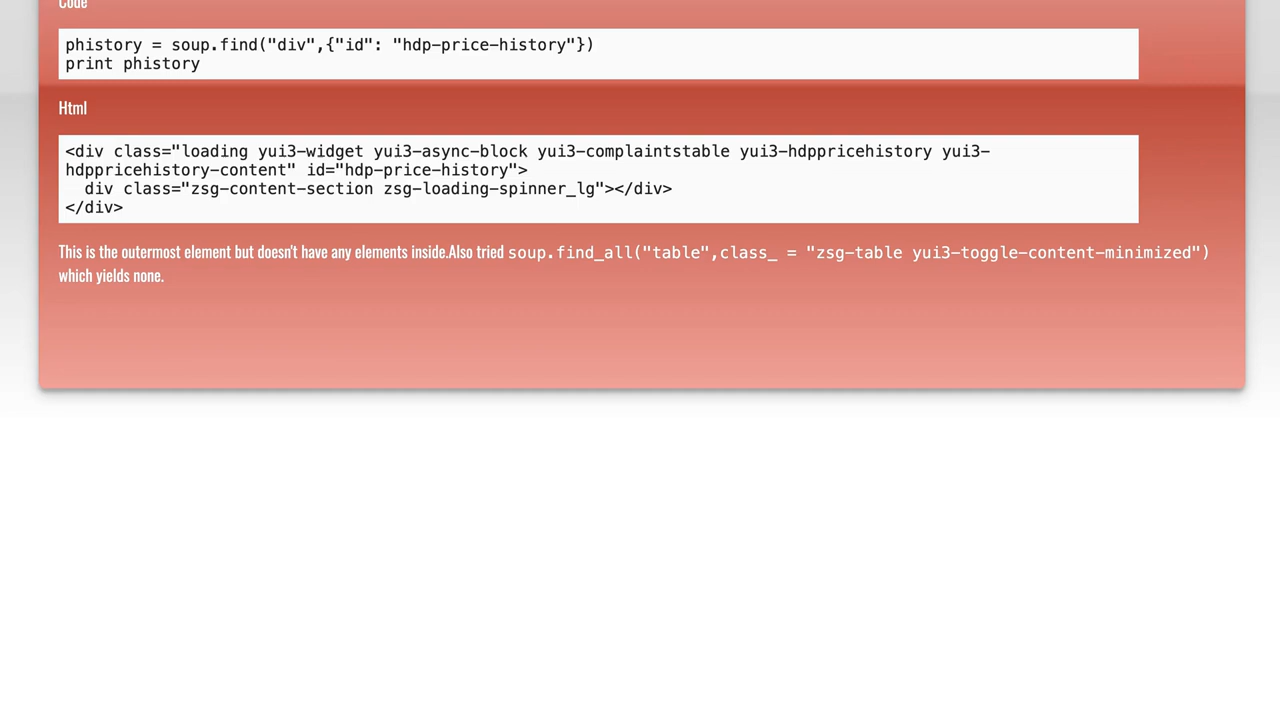 Code
phistory = soup.find("div",{"id": "hdp-price-history"})
print phistory
Html
<div class="loading yui3-widget yui3-async-block yui3-complaintstable yui3-hdppricehistory yui3-
hdppricehistory-content" id="hdp-price-history">
  div class="zsg-content-section zsg-loading-spinner_lg"></div>
</div>
This is the outermost element but doesn't have any elements inside.Also tried soup.find_all("table",class_ = "zsg-table yui3-toggle-content-minimized")
which yields none.